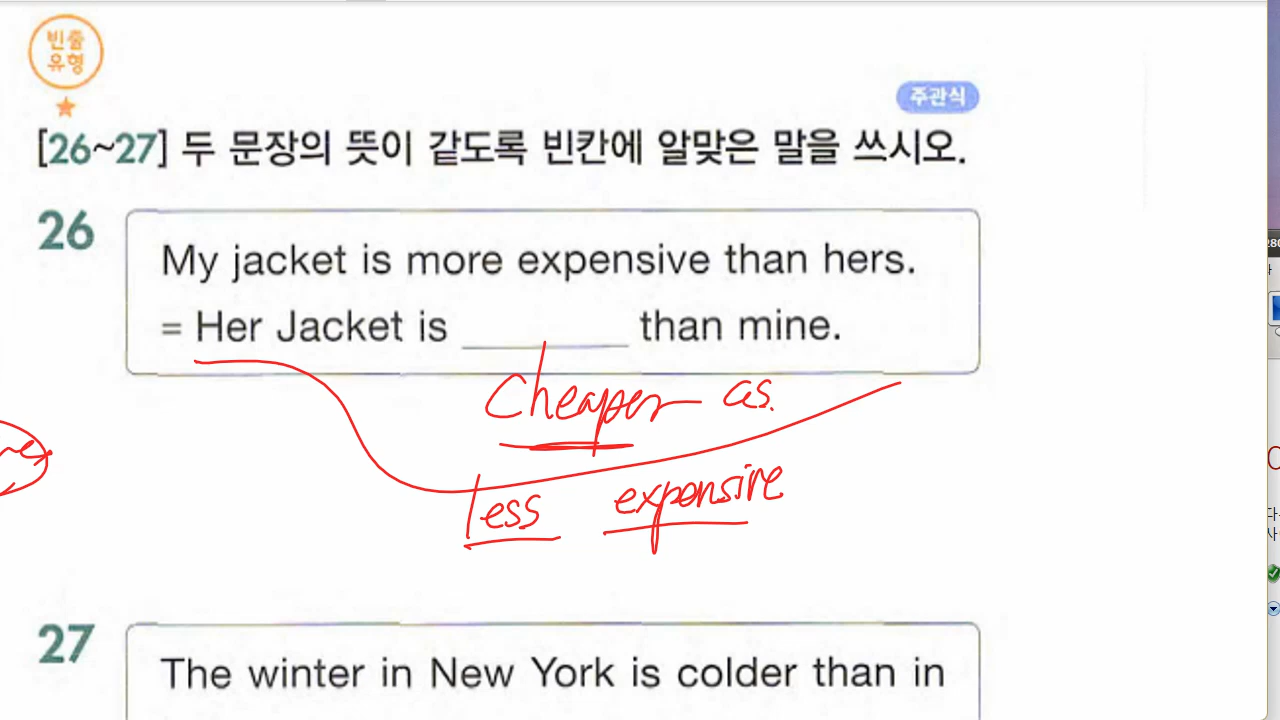 빈출
유형
주관식
[26~27] 두 문장의 뜻이 같도록 빈칸에 알맞은 말을 쓰시오.
26
My jacket is more expensive than hers.
= Her Jacket is ________ than mine.
cheaper as.
less expensive
27
The winter in New York is colder than in